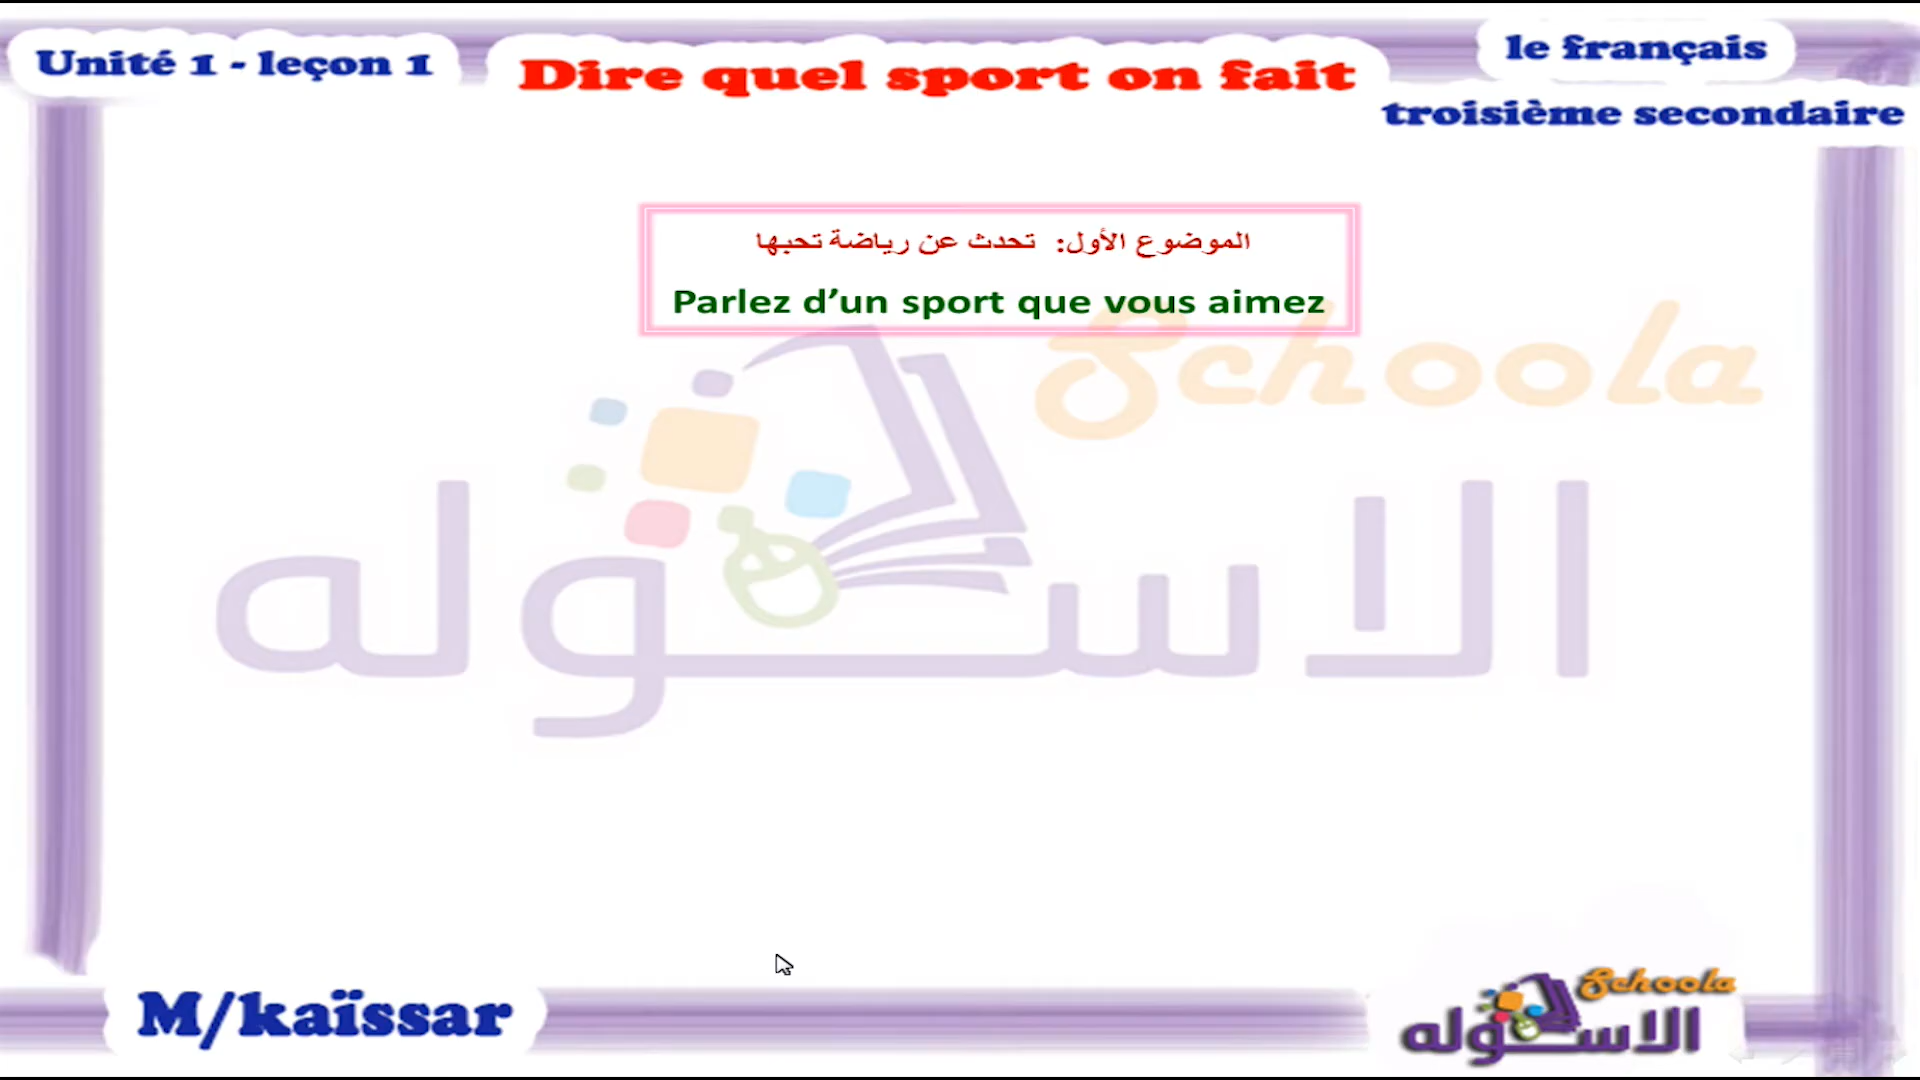 Unité 1 - leçon 1
Dire quel sport on fait
le français
troisième secondaire
الموضوع الأول: تحدث عن رياضة تحبها
Parlez d’un sport que vous aimez
Schoola
الاسكوله
M/kaïssar
Schoola
الاسكوله